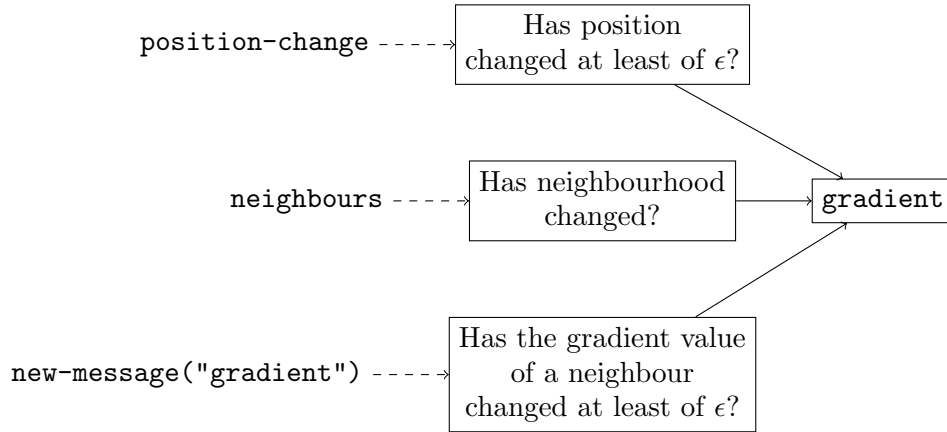 position-change
Has position
changed at least of ϵ?
neighbours
Has neighbourhood
changed?
gradient
new-message("gradient")
Has the gradient value
of a neighbour
changed at least of ϵ?